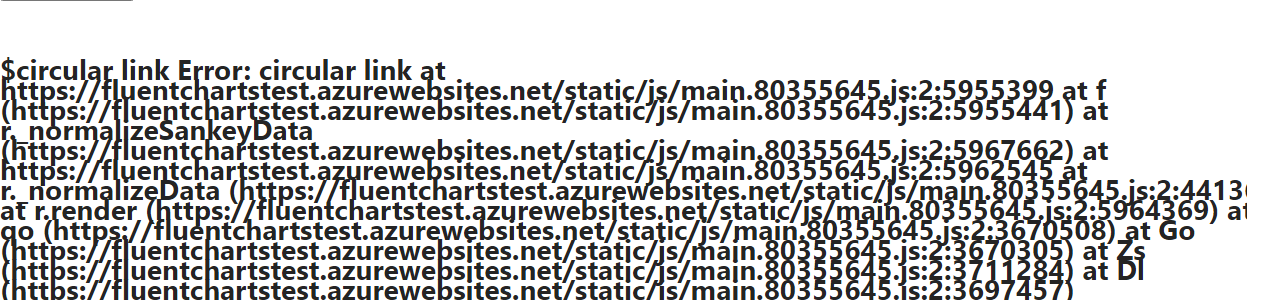 $circular link Error: circular link at
https://fluentchartstest.azurewebsites.net/static/js/main.80355645.js:2:5955399 at f
(https://fluentchartstest.azurewebsites.net/static/js/main.80355645.js:2:5955441) at
r._normalizeSankeyData
(https://fluentchartstest.azurewebsites.net/static/js/main.80355645.js:2:5967662) at
https://fluentchartstest.azurewebsites.net/static/js/main.80355645.js:2:5962545 at
r._normalizeData (https://fluentchartstest.azurewebsites.net/static/js/main.80355645.js:2:4413
at r.render (https://fluentchartstest.azurewebsites.net/static/js/main.80355645.js:2:5964369) at
qo (https://fluentchartstest.azurewebsites.net/static/js/main.80355645.js:2:3670508) at Go
(https://fluentchartstest.azurewebsites.net/static/js/main.80355645.js:2:3670305) at Zs
(https://fluentchartstest.azurewebsites.net/static/js/main.80355645.js:2:3711284) at Dl
(https://fluentchartstest.azurewebsites.net/static/js/main.80355645.js:2:3697457)